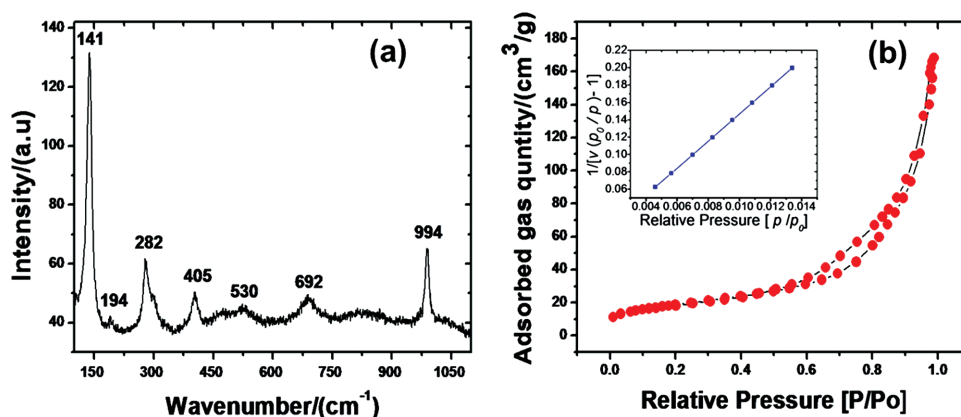 (a)
141
194
282
405
530
692
994
140
120
100
80
60
40
Intensity/(a.u)
150 300 450 600 750 900 1050
Wavenumber/(cm-1)
(b)
180
160
140
120
100
80
60
40
20
0
Adsorbed gas quntity/(cm3/g)
0.0 0.2 0.4 0.6 0.8 1.0
Relative Pressure [P/Po]
0.20
0.18
0.16
0.14
0.12
0.10
0.08
0.06
1/[v (p0 / p ) - 1]
0.004 0.006 0.008 0.010 0.012 0.014
Relative Pressure [ p /p0]